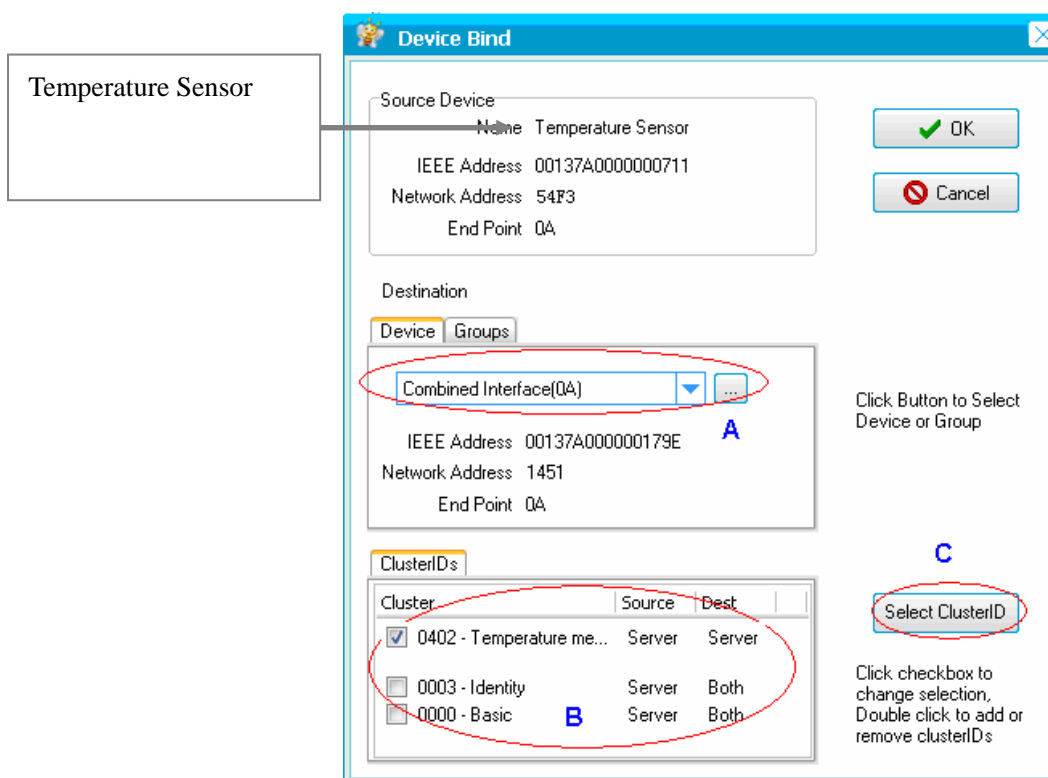 Device Bind
Temperature Sensor
Source Device
Name Temperature Sensor
IEEE Address 00137A0000000711
Network Address 54F3
End Point 0A
OK
Cancel
Destination
Device Groups
Combined Interface(0A) ...
A
IEEE Address 00137A000000179E
Network Address 1451
End Point 0A
Click Button to Select
Device or Group
ClusterIDs
Cluster Source Dest
0402 - Temperature me... Server Server
0003 - Identity Server Both
0000 - Basic Server Both
B
C
Select ClusterID
Click checkbox to
change selection,
Double click to add or
remove clusterIDs